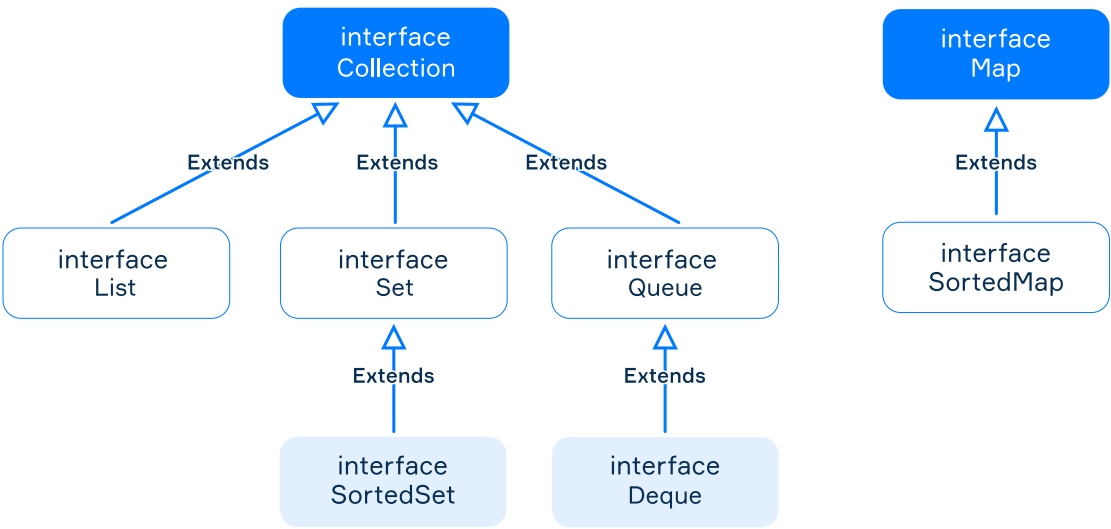 interface
Collection
interface
Map
Extends
Extends
Extends
Extends
interface
List
interface
Set
interface
Queue
interface
SortedMap
Extends
Extends
interface
SortedSet
interface
Deque